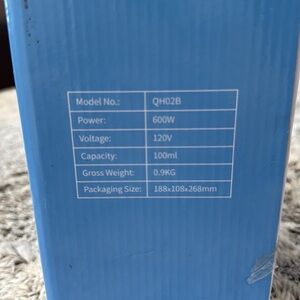 Model No.: QH02B
Power: 600W
Voltage: 120V
Capacity: 100ml
Gross Weight: 0.9KG
Packaging Size: 188x108x268mm